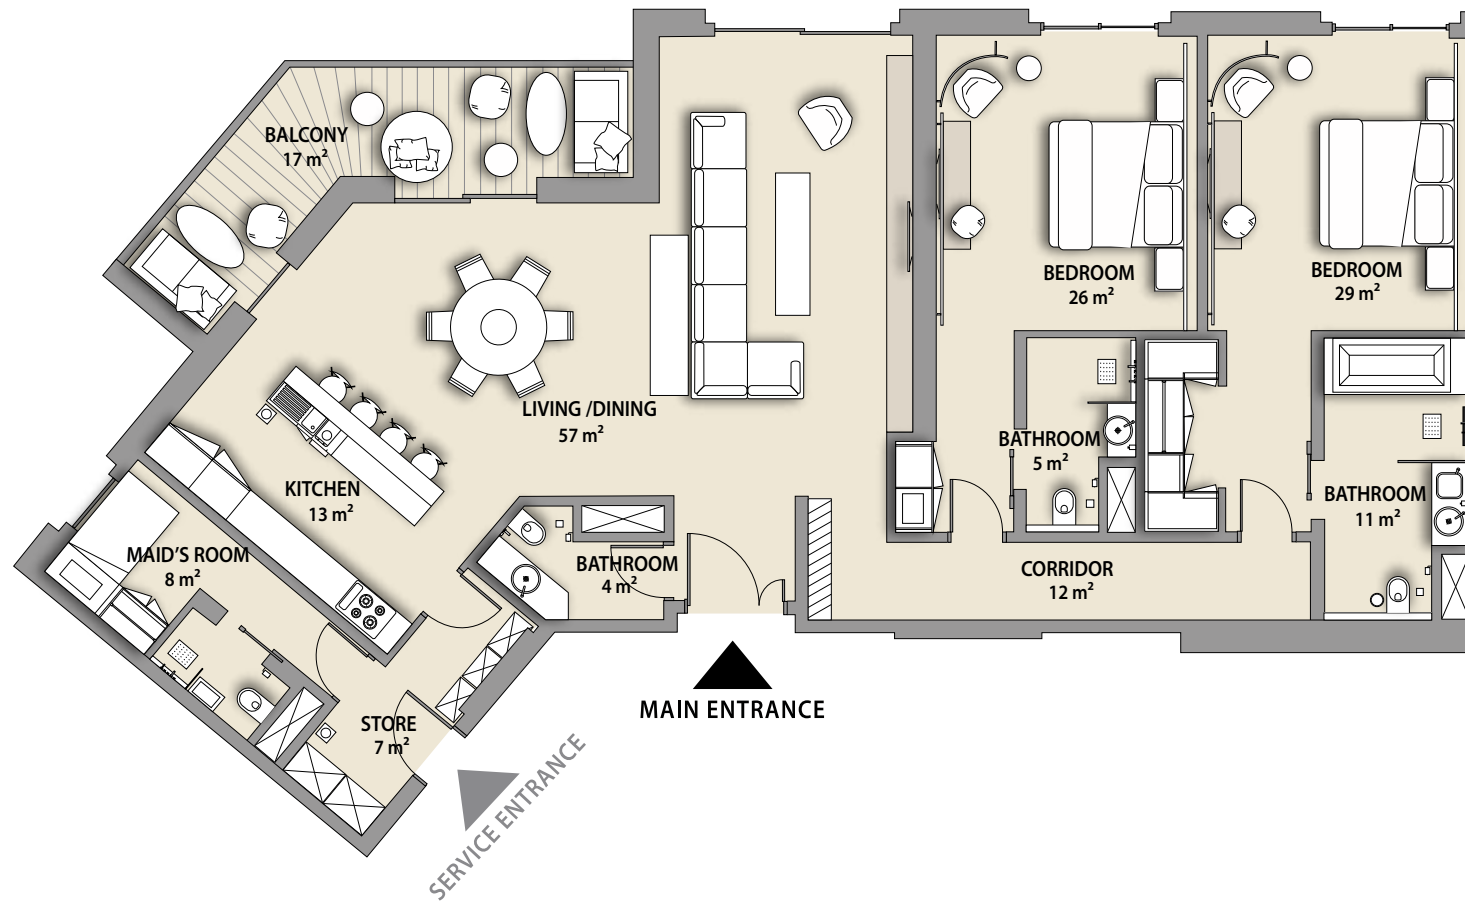 BALCONY
17 m²
BEDROOM
26 m²
BEDROOM
29 m²
LIVING /DINING
57 m²
BATHROOM
5 m²
KITCHEN
13 m²
BATHROOM
11 m²
MAID'S ROOM
8 m²
BATHROOM
4 m²
CORRIDOR
12 m²
MAIN ENTRANCE
STORE
7 m²
SERVICE ENTRANCE